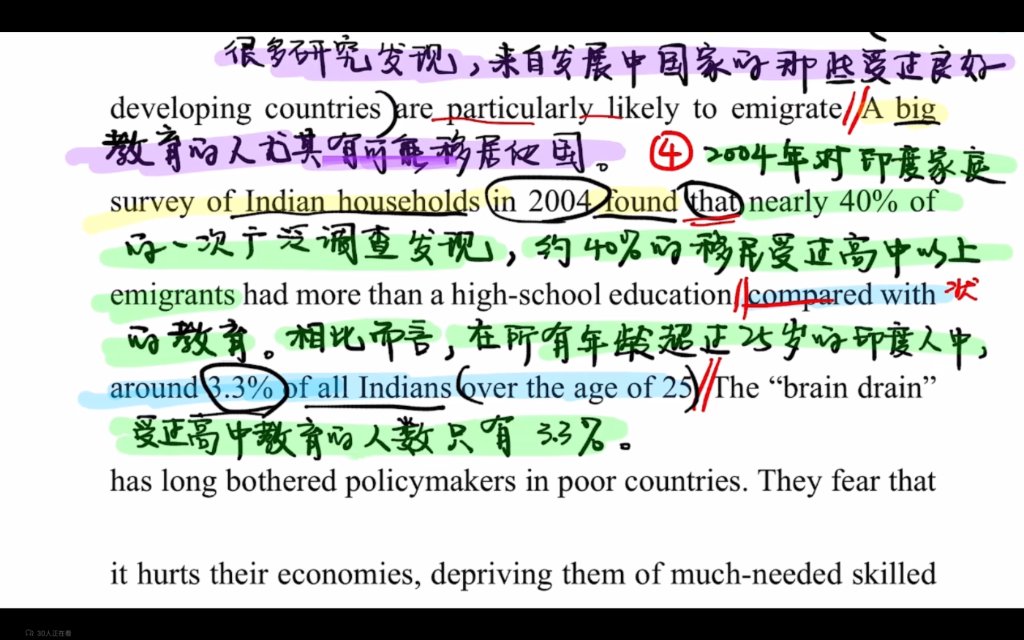 很多研究发现，来自发展中国家的那些受过良好
developing countries) are particularly likely to emigrate // A big
教育的人尤其有可能移居他国。 ④ 2004年对印度家庭
survey of Indian households in 2004 found that nearly 40% of
的一次广泛调查发现，约40%的移民受过高中以上
emigrants had more than a high-school education // compared with 状
的教育。相比而言，在所有年龄超过25岁的印度人中，
around 3.3% of all Indians (over the age of 25) // The “brain drain”
受过高中教育的人数只有 3.3%。
has long bothered policymakers in poor countries. They fear that
it hurts their economies, depriving them of much-needed skilled
30人正在看